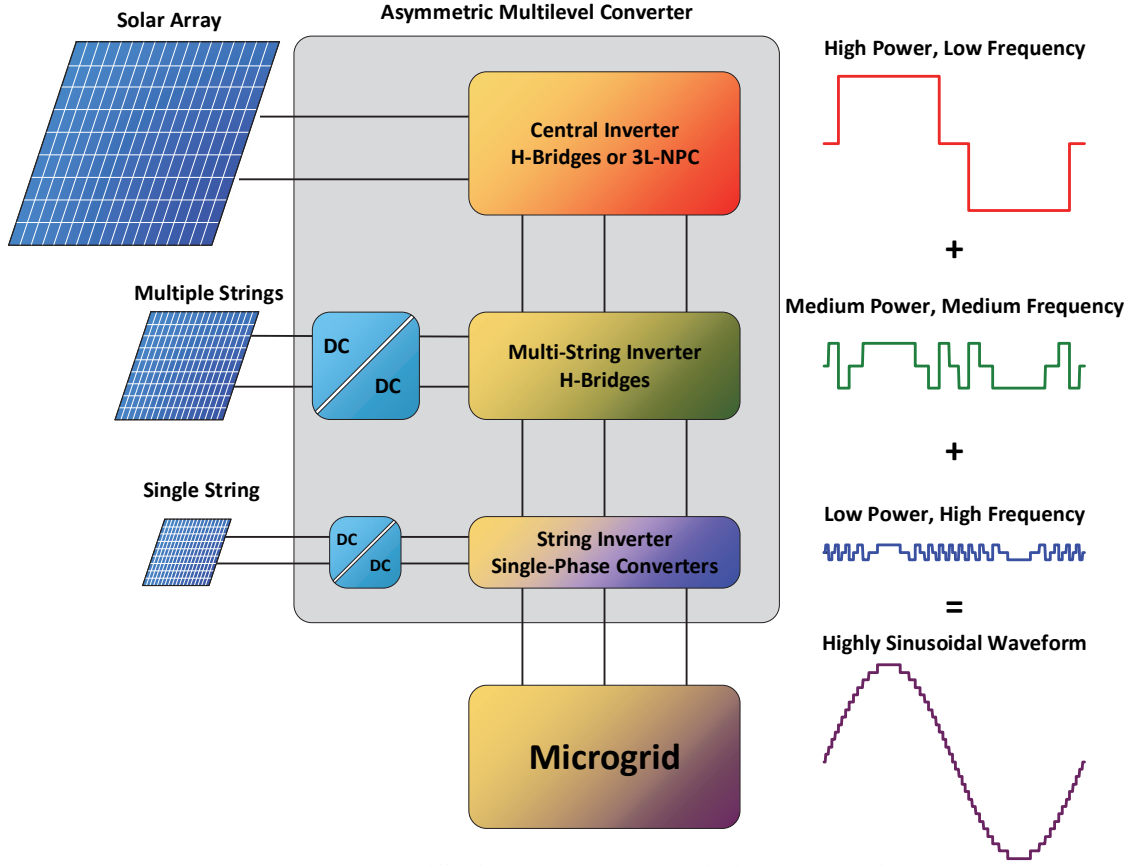 Asymmetric Multilevel Converter
Solar Array
High Power, Low Frequency
Central Inverter
H-Bridges or 3L-NPC
+
Multiple Strings
Medium Power, Medium Frequency
DC
DC
Multi-String Inverter
H-Bridges
+
Single String
Low Power, High Frequency
DC
DC
String Inverter
Single-Phase Converters
=
Highly Sinusoidal Waveform
Microgrid